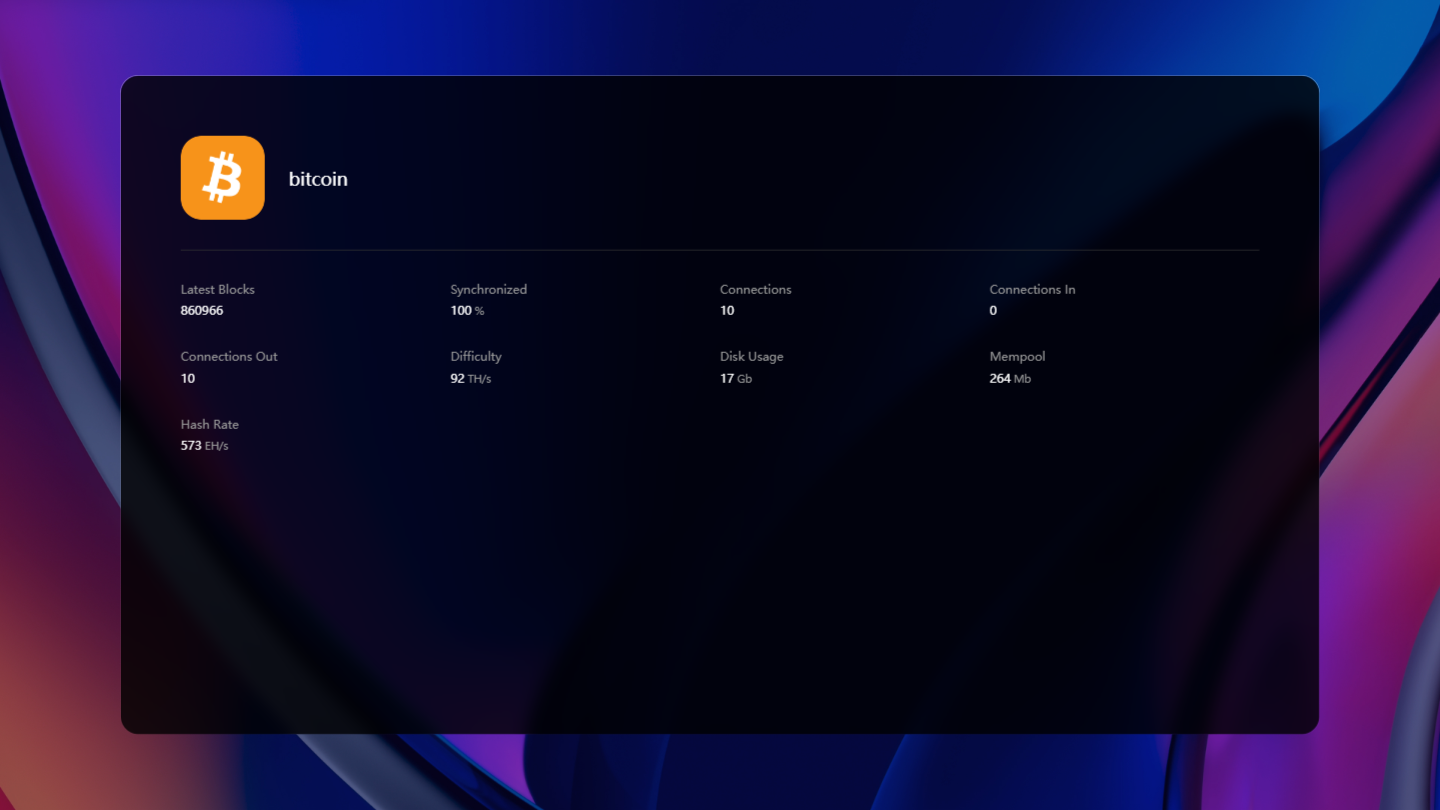 bitcoin
Latest Blocks
860966
Synchronized
100 %
Connections
10
Connections In
0
Connections Out
10
Difficulty
92 TH/s
Disk Usage
17 Gb
Mempool
264 Mb
Hash Rate
573 EH/s